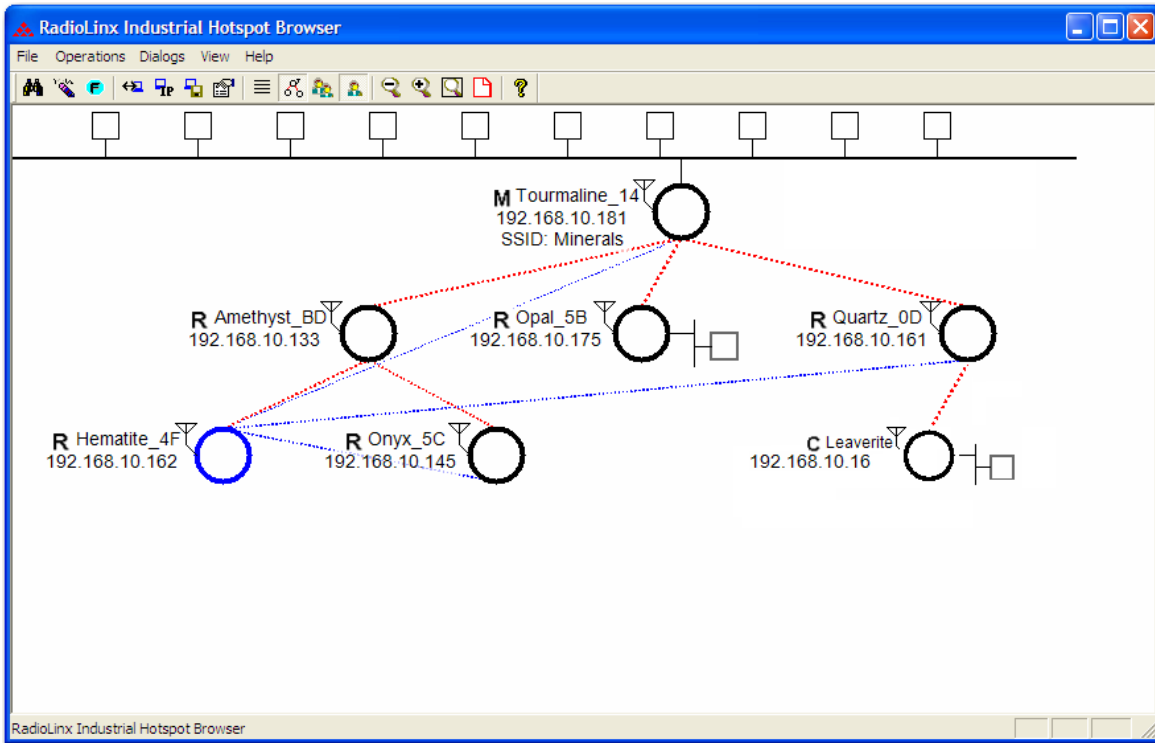 RadioLinx Industrial Hotspot Browser
File Operations Dialogs View Help
F IP ?
M Tourmaline_14
192.168.10.181
SSID: Minerals
R Amethyst_BD
192.168.10.133
R Opal_5B
192.168.10.175
R Quartz_0D
192.168.10.161
R Hematite_4F
192.168.10.162
R Onyx_5C
192.168.10.145
C Leaverite
192.168.10.16
RadioLinx Industrial Hotspot Browser